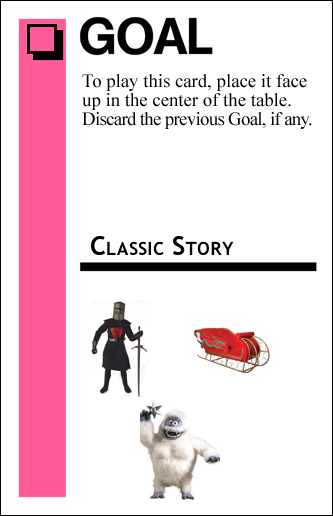 GOAL
To play this card, place it face
up in the center of the table.
Discard the previous Goal, if any.
Classic Story